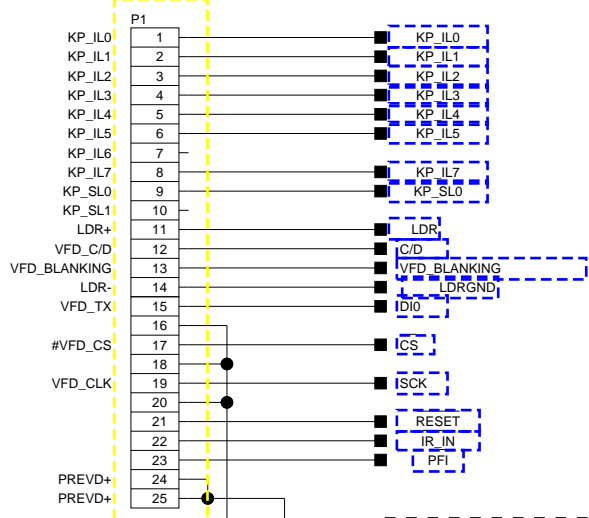 P1
KP_IL0 1 KP_IL0
KP_IL1 2 KP_IL1
KP_IL2 3 KP_IL2
KP_IL3 4 KP_IL3
KP_IL4 5 KP_IL4
KP_IL5 6 KP_IL5
KP_IL6 7
KP_IL7 8 KP_IL7
KP_SL0 9 KP_SL0
KP_SL1 10
LDR+ 11 LDR
VFD_C/D 12 C/D
VFD_BLANKING 13 VFD_BLANKING
LDR- 14 LDRGND
VFD_TX 15 DI0
16
#VFD_CS 17 CS
18
VFD_CLK 19 SCK
20
21 RESET
22 IR_IN
23 PFI
PREVD+ 24
PREVD+ 25